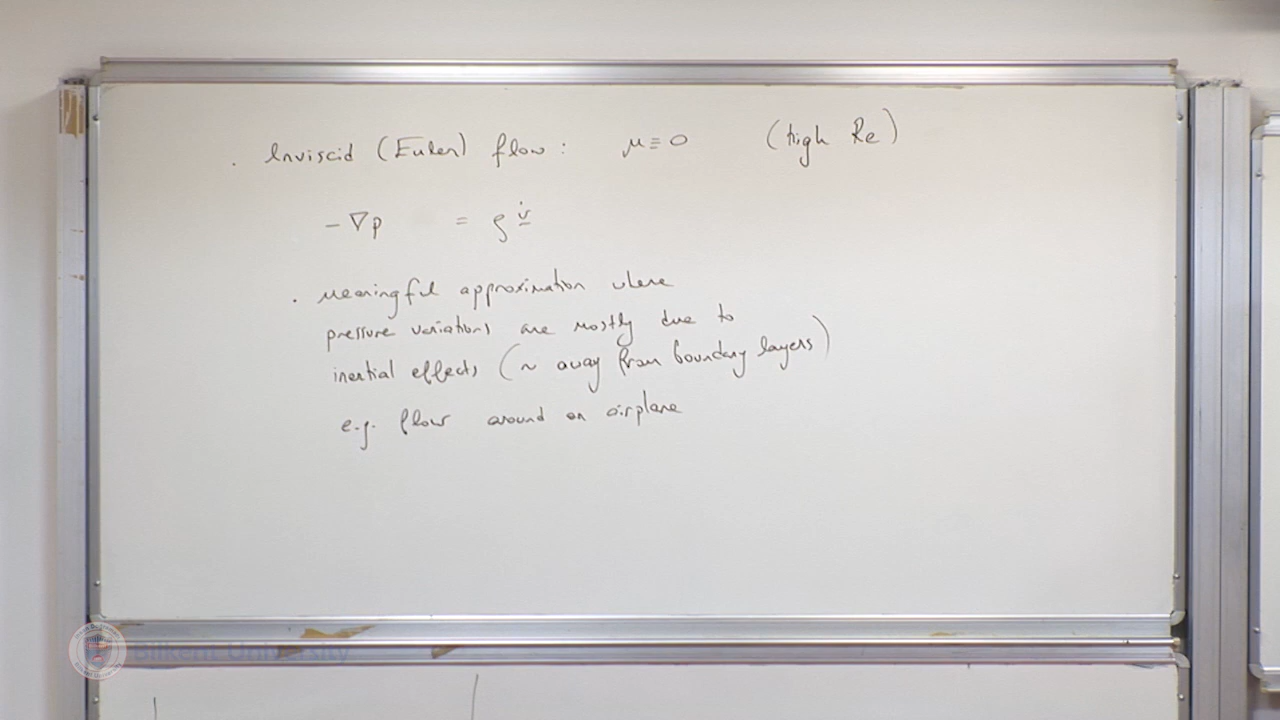 . Inviscid (Euler) flow : μ ≡ 0 (high Re)
- ∇p = ρ v̲̇
. meaningful approximation where
pressure variations are mostly due to
inertial effects (~ away from boundary layers)
e.g. flow around an airplane
Bilkent University